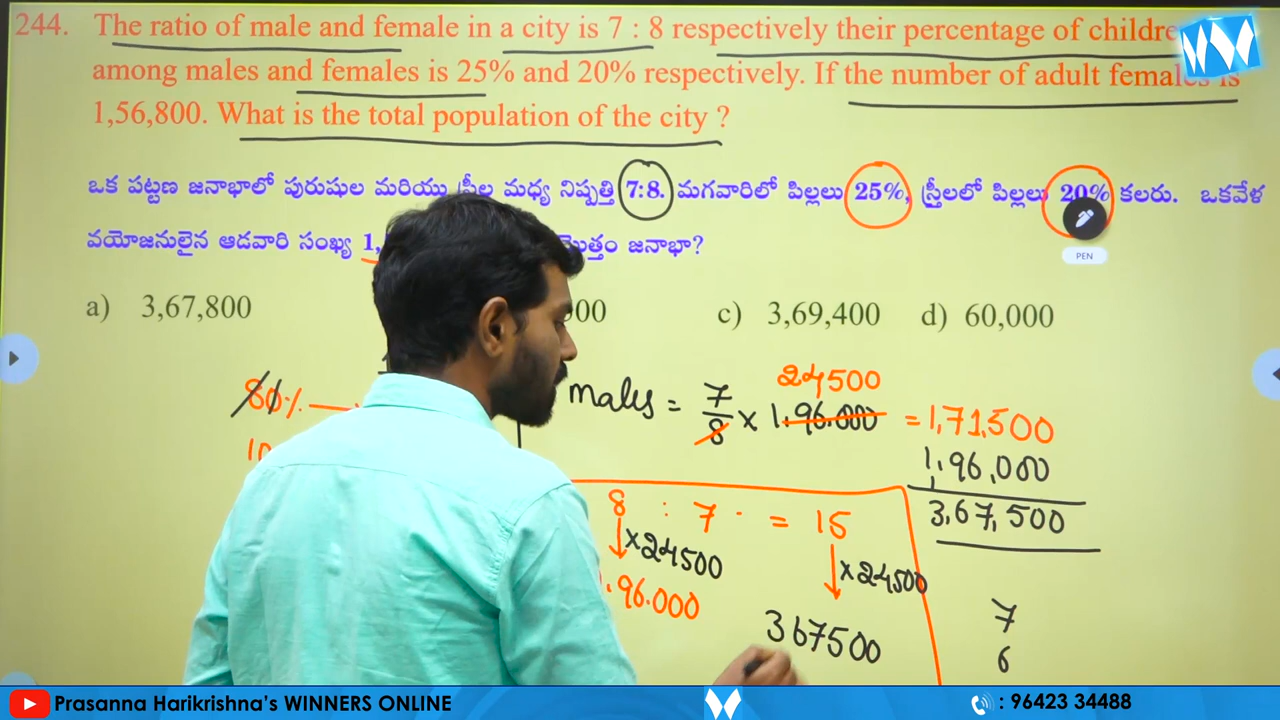 244. The ratio of male and female in a city is 7 : 8 respectively their percentage of childre
among males and females is 25% and 20% respectively. If the number of adult females is
1,56,800. What is the total population of the city ?
ఒక పట్టణ జనాభాలో పురుషుల మరియు స్త్రీల మధ్య నిష్పత్తి 7:8. మగవారిలో పిల్లలు 25%, స్త్రీలలో పిల్లలు 20% కలరు. ఒకవేళ
PEN
వయోజనులైన ఆడవారి సంఖ్య 1, మొత్తం జనాభా?
a) 3,67,800 c) 3,69,400 d) 60,000
24500
80%
males = 7/8 × 1.96.000 = 1,71,500
1,96,000
3,67,500
8 : 7 = 15
×24500 ×24500
.96.000
367500
7
6
Prasanna Harikrishna's WINNERS ONLINE : 96423 34488